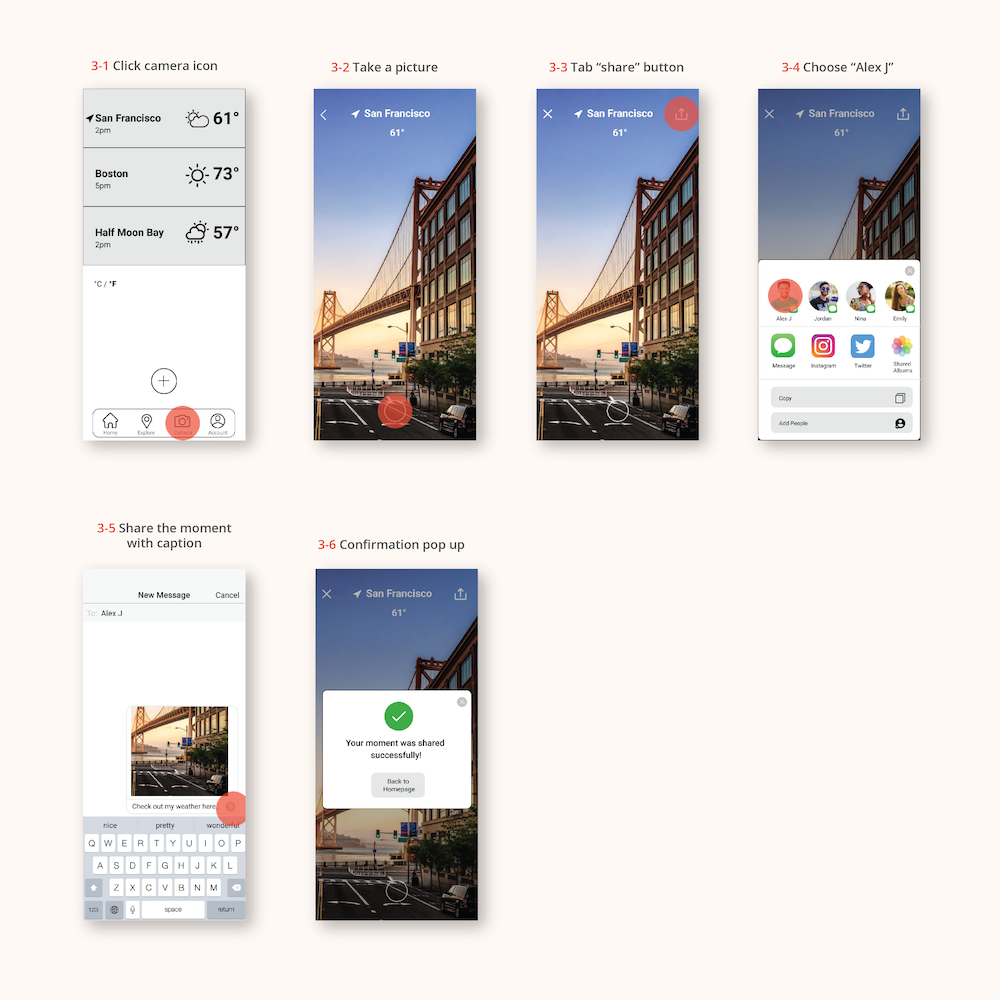 3-1 Click camera icon
San Francisco
2pm
61°
Boston
5pm
73°
Half Moon Bay
2pm
57°
°C / °F
Home
Explore
Camera
Account
3-2 Take a picture
San Francisco
61°
3-3 Tab “share” button
San Francisco
61°
3-4 Choose “Alex J”
San Francisco
61°
Alex J
Jordan
Nina
Emily
Message
Instagram
Twitter
Shared
Albums
Copy
Add People
3-5 Share the moment
with caption
New Message
Cancel
To: Alex J
Check out my weather here
nice
pretty
wonderful
Q W E R T Y U I O P
A S D F G H J K L
Z X C V B N M
123
space
return
3-6 Confirmation pop up
San Francisco
61°
Your moment was shared
successfully!
Back to
Homepage